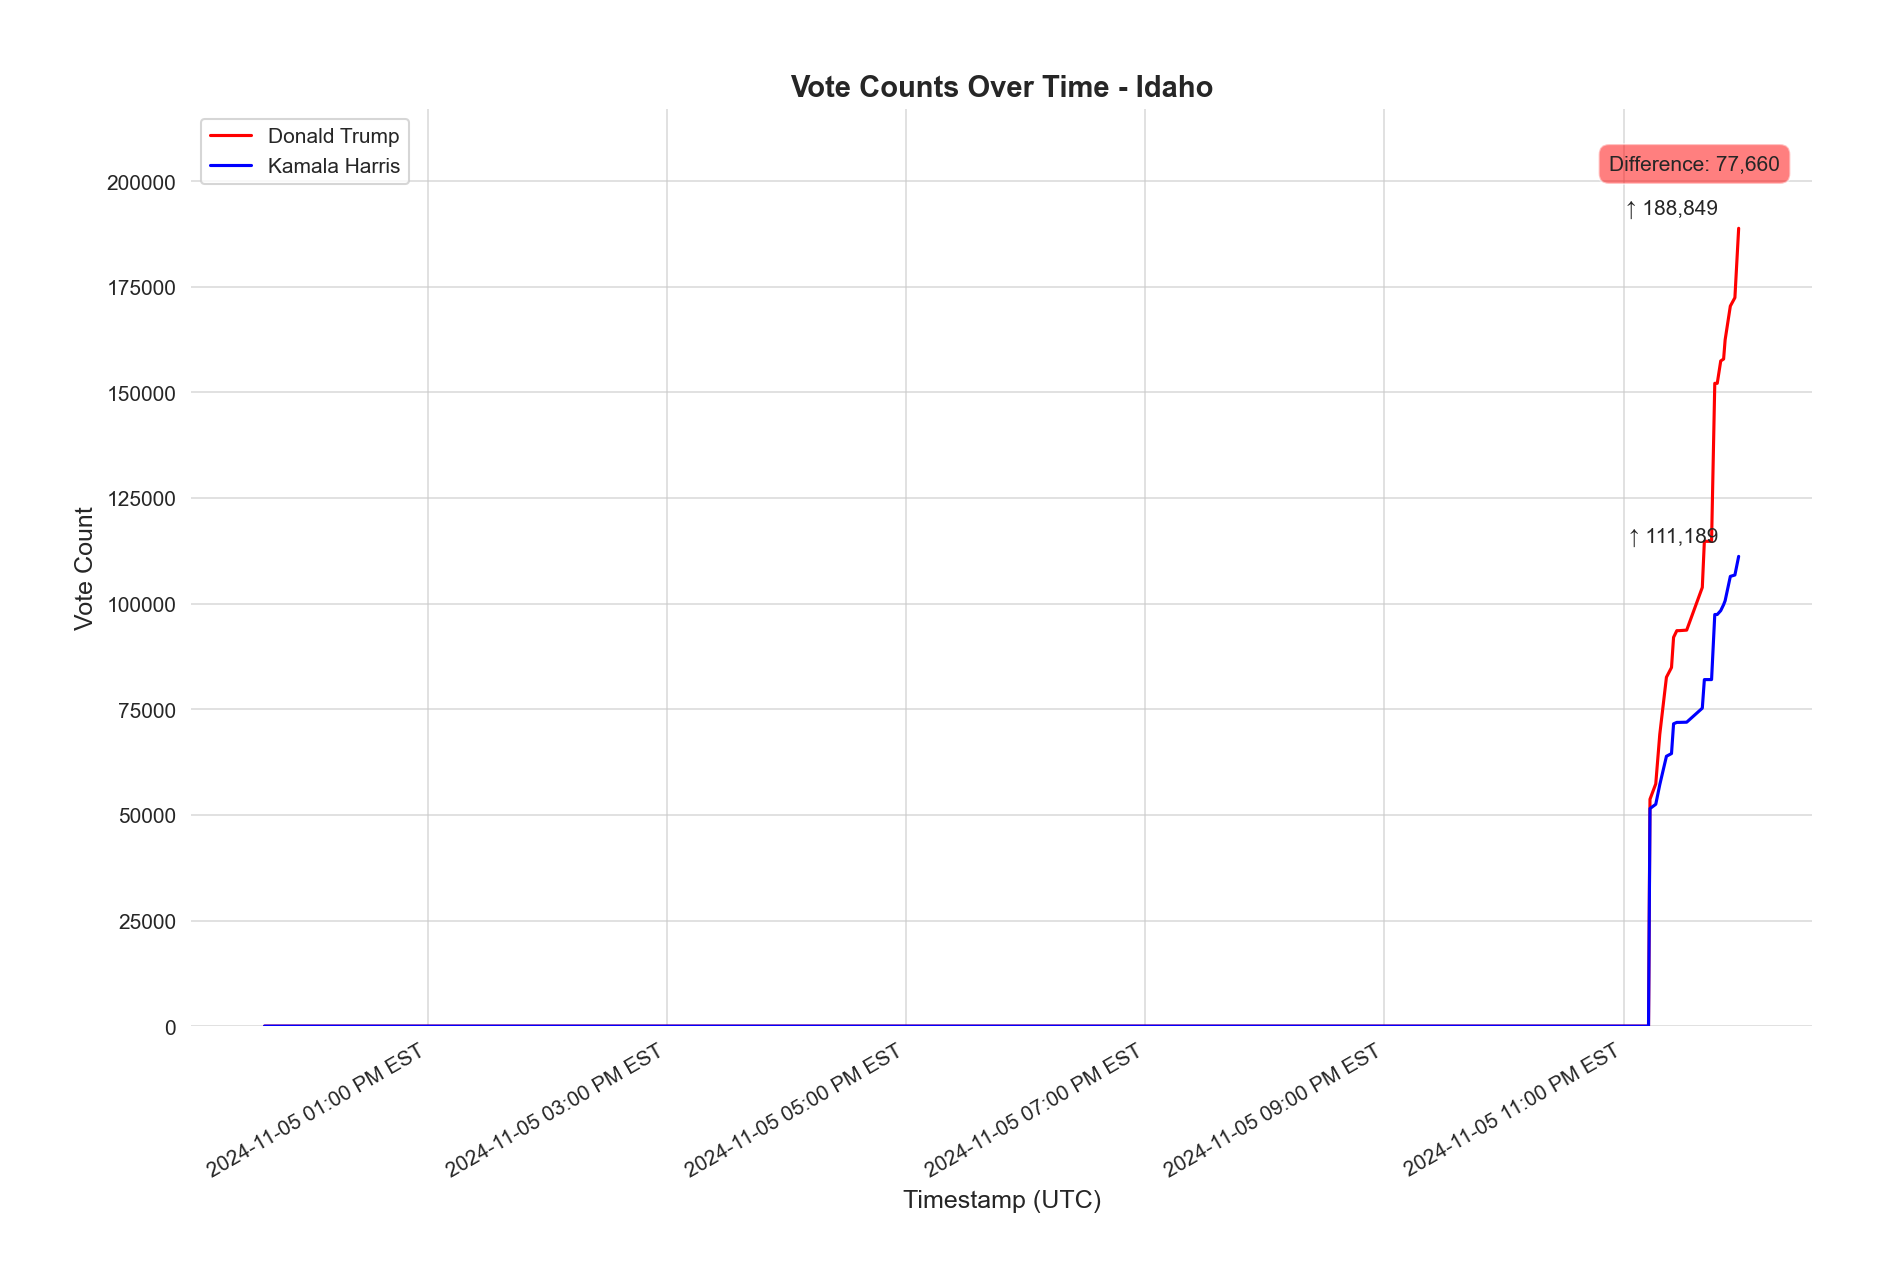 Vote Counts Over Time - Idaho
Donald Trump
Kamala Harris
Difference: 77,660
↑ 188,849
↑ 111,189
Vote Count
200000
175000
150000
125000
100000
75000
50000
25000
0
2024-11-05 01:00 PM EST
2024-11-05 03:00 PM EST
2024-11-05 05:00 PM EST
2024-11-05 07:00 PM EST
2024-11-05 09:00 PM EST
2024-11-05 11:00 PM EST
Timestamp (UTC)